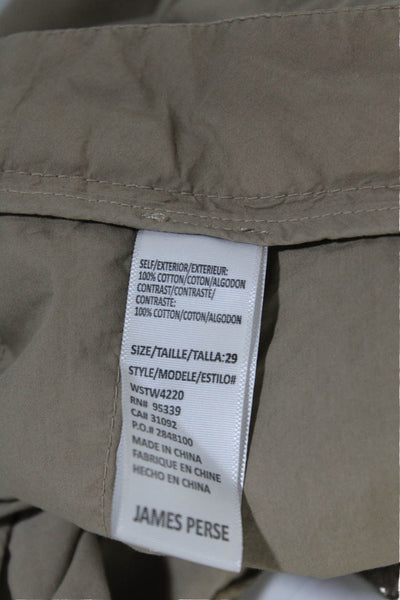 SELF/EXTERIOR/EXTERIEUR:
100% COTTON/COTON/ALGODON
CONTRAST/CONTRASTE/
CONTRASTE:
100% COTTON/COTON/ALGODON
SIZE/TAILLE/TALLA:29
STYLE/MODELE/ESTILO#
WSTW4220
RN# 95339
CA# 31092
P.O.# 2848100
MADE IN CHINA
FABRIQUE EN CHINE
HECHO EN CHINA
JAMES PERSE